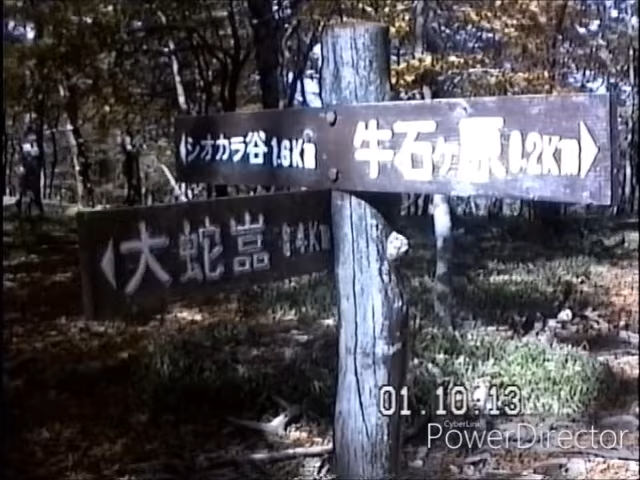 ◀シオカラ谷 1.6Km
牛石ヶ原 0.2Km▶
◀大蛇嵓
01.10.13
CyberLink
PowerDirector